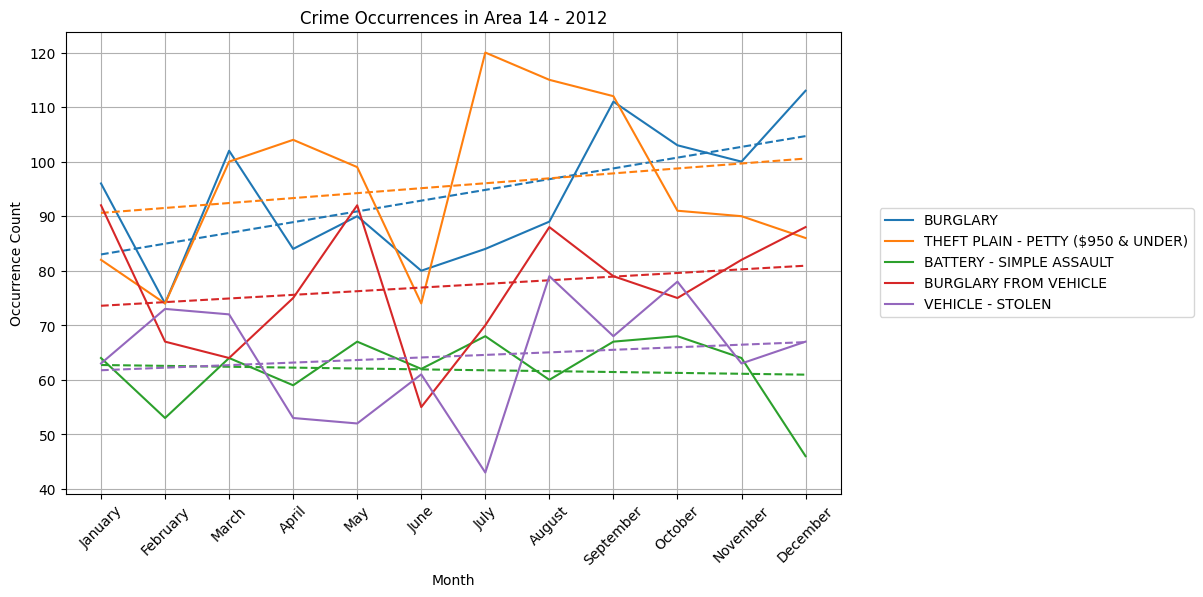 Crime Occurrences in Area 14 - 2012
Occurrence Count
120
110
100
90
80
70
60
50
40
January
February
March
April
May
June
July
August
September
October
November
December
Month
BURGLARY
THEFT PLAIN - PETTY ($950 & UNDER)
BATTERY - SIMPLE ASSAULT
BURGLARY FROM VEHICLE
VEHICLE - STOLEN